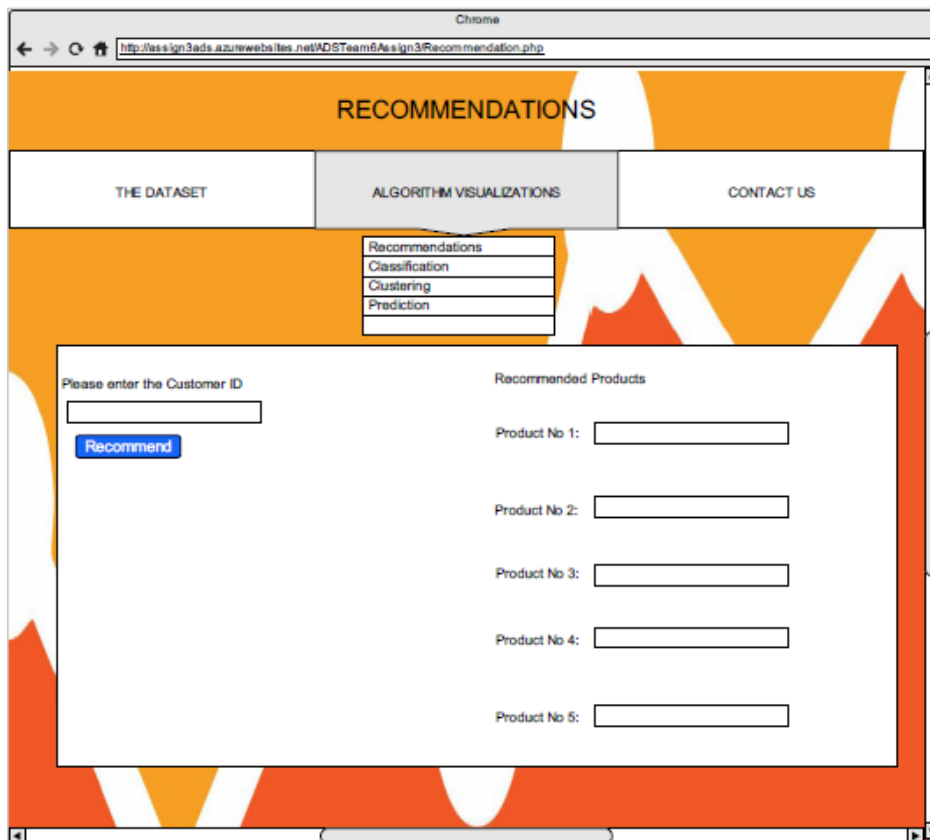 Chrome
http://assign3ads.azurewebsites.net/ADSTeam6Assign3/Recommendation.php
RECOMMENDATIONS
THE DATASET
ALGORITHM VISUALIZATIONS
CONTACT US
Recommendations
Classification
Clustering
Prediction
Please enter the Customer ID
Recommend
Recommended Products
Product No 1:
Product No 2:
Product No 3:
Product No 4:
Product No 5: